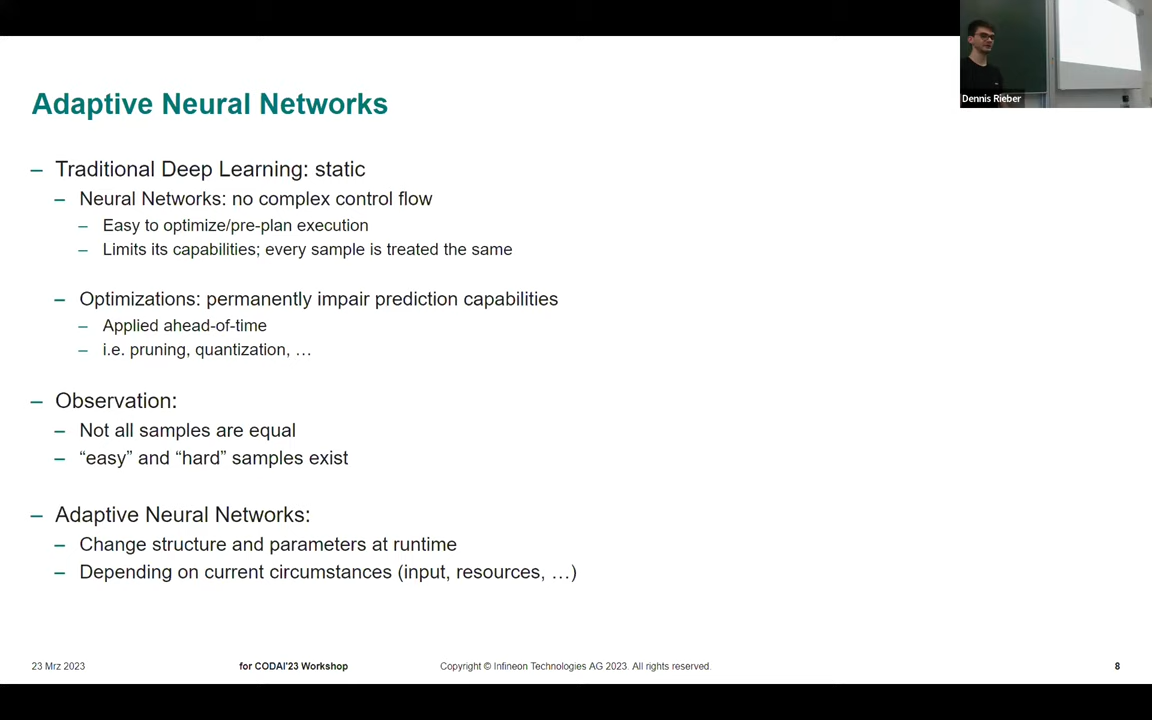 Adaptive Neural Networks
– Traditional Deep Learning: static
– Neural Networks: no complex control flow
– Easy to optimize/pre-plan execution
– Limits its capabilities; every sample is treated the same
– Optimizations: permanently impair prediction capabilities
– Applied ahead-of-time
– i.e. pruning, quantization, …
– Observation:
– Not all samples are equal
– “easy” and “hard” samples exist
– Adaptive Neural Networks:
– Change structure and parameters at runtime
– Depending on current circumstances (input, resources, …)
23 Mrz 2023
for CODAI'23 Workshop
Copyright © Infineon Technologies AG 2023. All rights reserved.
8
Dennis Rieber